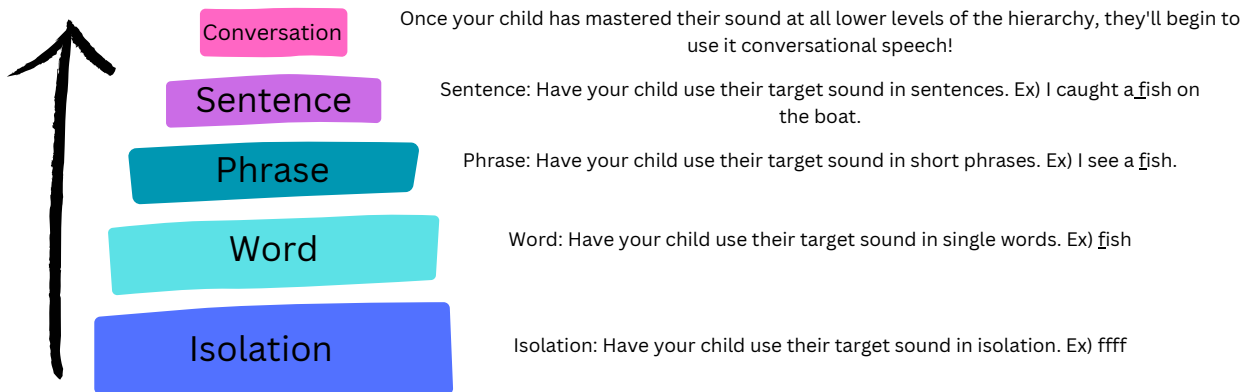 Conversation
Once your child has mastered their sound at all lower levels of the hierarchy, they'll begin to
use it conversational speech!
Sentence
Sentence: Have your child use their target sound in sentences. Ex) I caught a fish on
the boat.
Phrase
Phrase: Have your child use their target sound in short phrases. Ex) I see a fish.
Word
Word: Have your child use their target sound in single words. Ex) fish
Isolation
Isolation: Have your child use their target sound in isolation. Ex) ffff